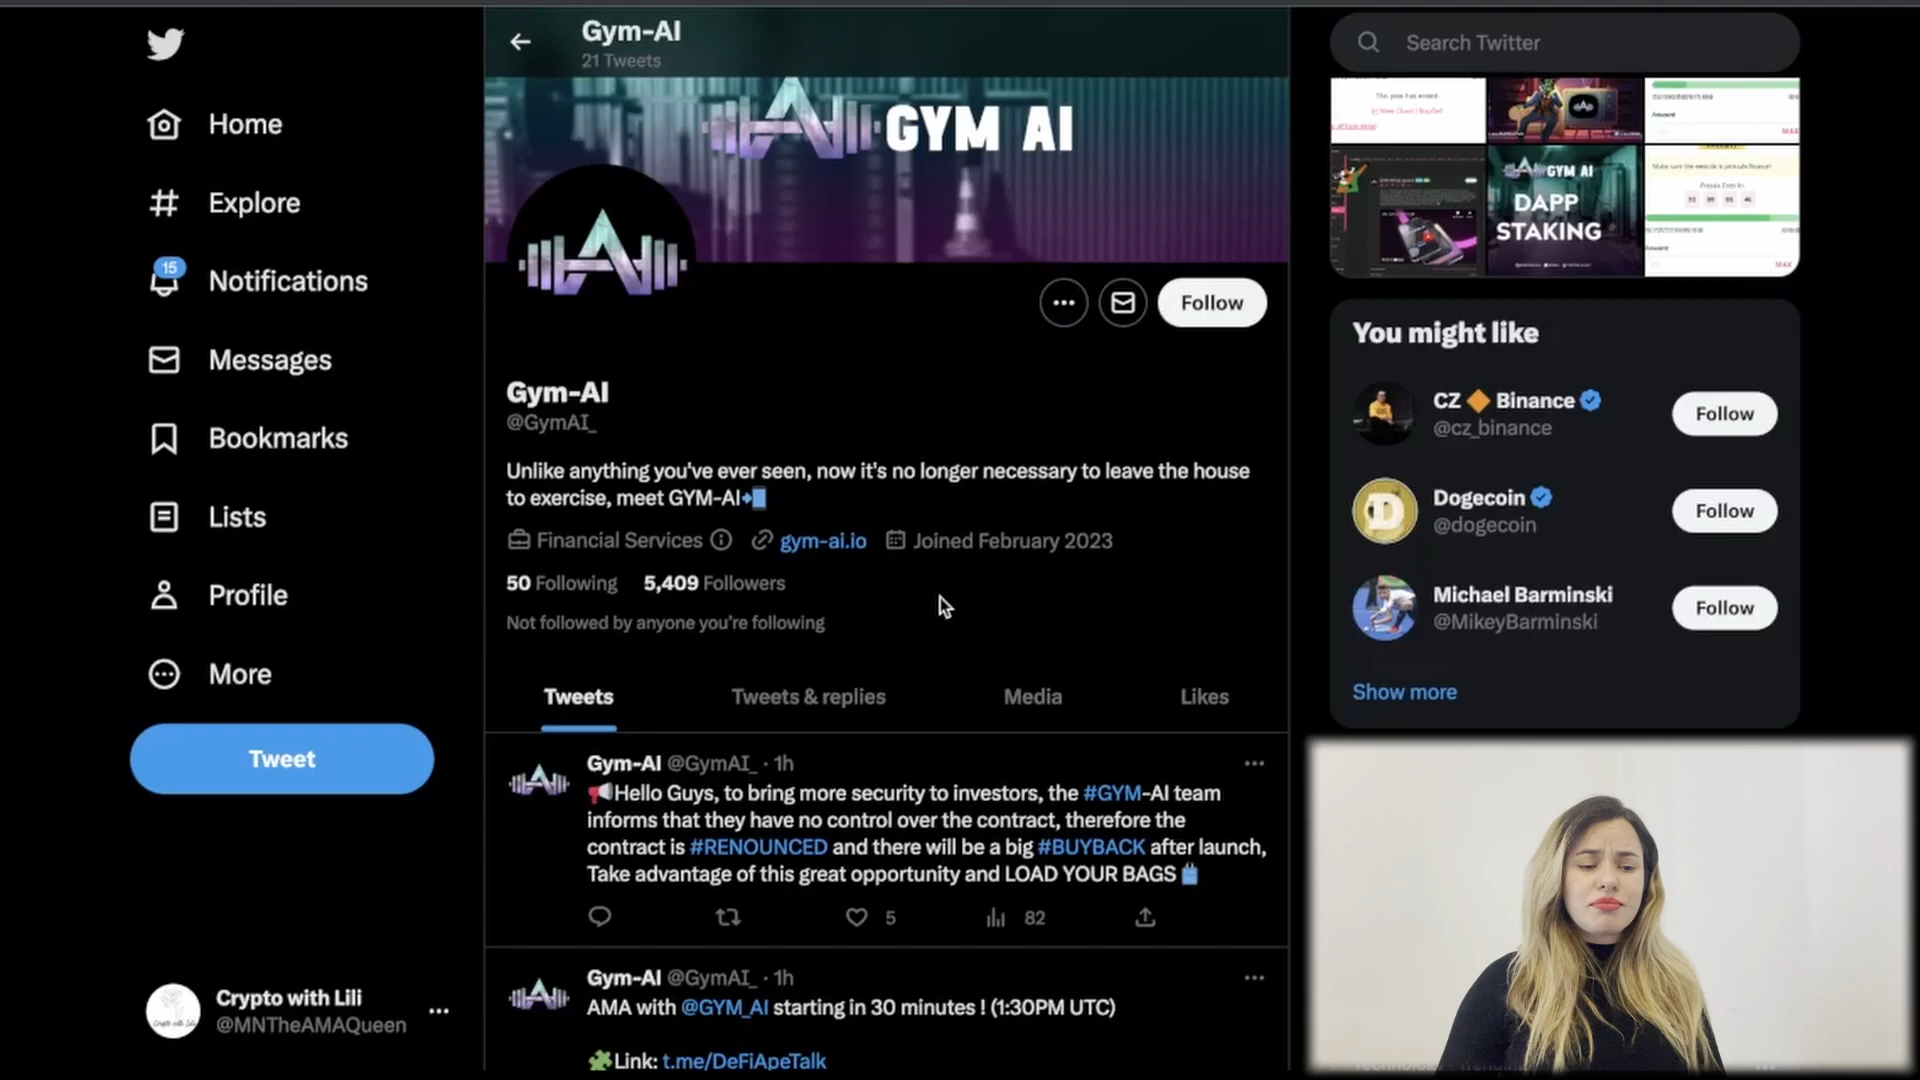 Home
Explore
15
Notifications
Messages
Bookmarks
Lists
Profile
More
Tweet
Crypto with Lili
@MNTheAMAQueen
Gym-AI
21 Tweets
GYM AI
Follow
Gym-AI
@GymAI_
Unlike anything you've ever seen, now it's no longer necessary to leave the house
to exercise, meet GYM-AI
Financial Services
gym-ai.io
Joined February 2023
50 Following
5,409 Followers
Not followed by anyone you're following
Tweets
Tweets & replies
Media
Likes
Gym-AI @GymAI_ · 1h
Hello Guys, to bring more security to investors, the #GYM-AI team
informs that they have no control over the contract, therefore the
contract is #RENOUNCED and there will be a big #BUYBACK after launch,
Take advantage of this great opportunity and LOAD YOUR BAGS
5
82
Gym-AI @GymAI_ · 1h
AMA with @GYM_AI starting in 30 minutes ! (1:30PM UTC)
Link: t.me/DeFiApeTalk
Search Twitter
GYM AI
DAPP
STAKING
You might like
CZ Binance
@cz_binance
Follow
Dogecoin
@dogecoin
Follow
Michael Barminski
@MikeyBarminski
Follow
Show more